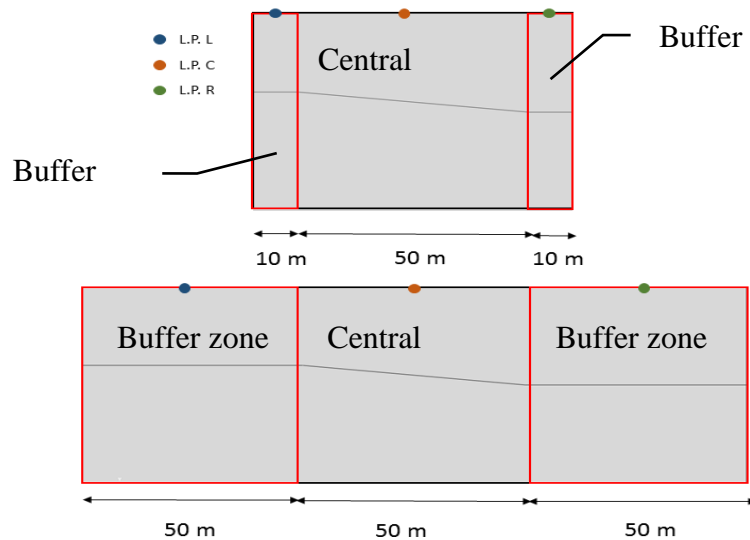 L.P. L
L.P. C
L.P. R
Central
Buffer
Buffer
10 m
50 m
10 m
Buffer zone
Central
Buffer zone
50 m
50 m
50 m